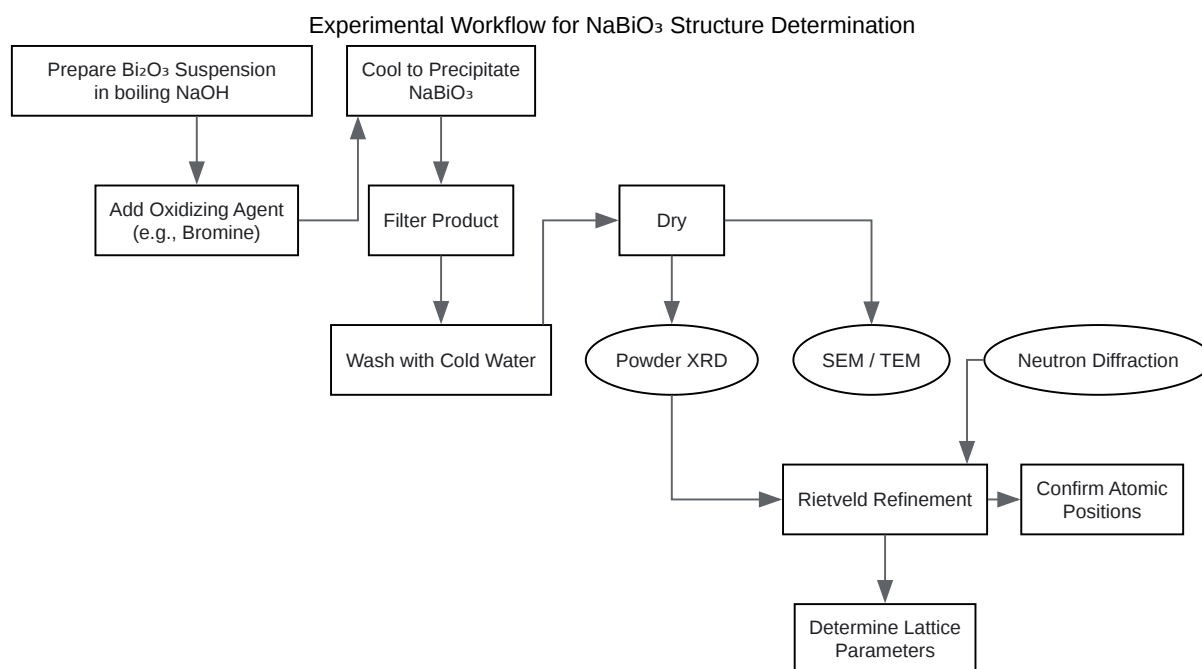 Experimental Workflow for NaBiO₃ Structure Determination
Prepare Bi₂O₃ Suspension
in boiling NaOH
Cool to Precipitate
NaBiO₃
Add Oxidizing Agent
(e.g., Bromine)
Filter Product
Dry
Wash with Cold Water
Powder XRD
SEM / TEM
Neutron Diffraction
Rietveld Refinement
Confirm Atomic
Positions
Determine Lattice
Parameters